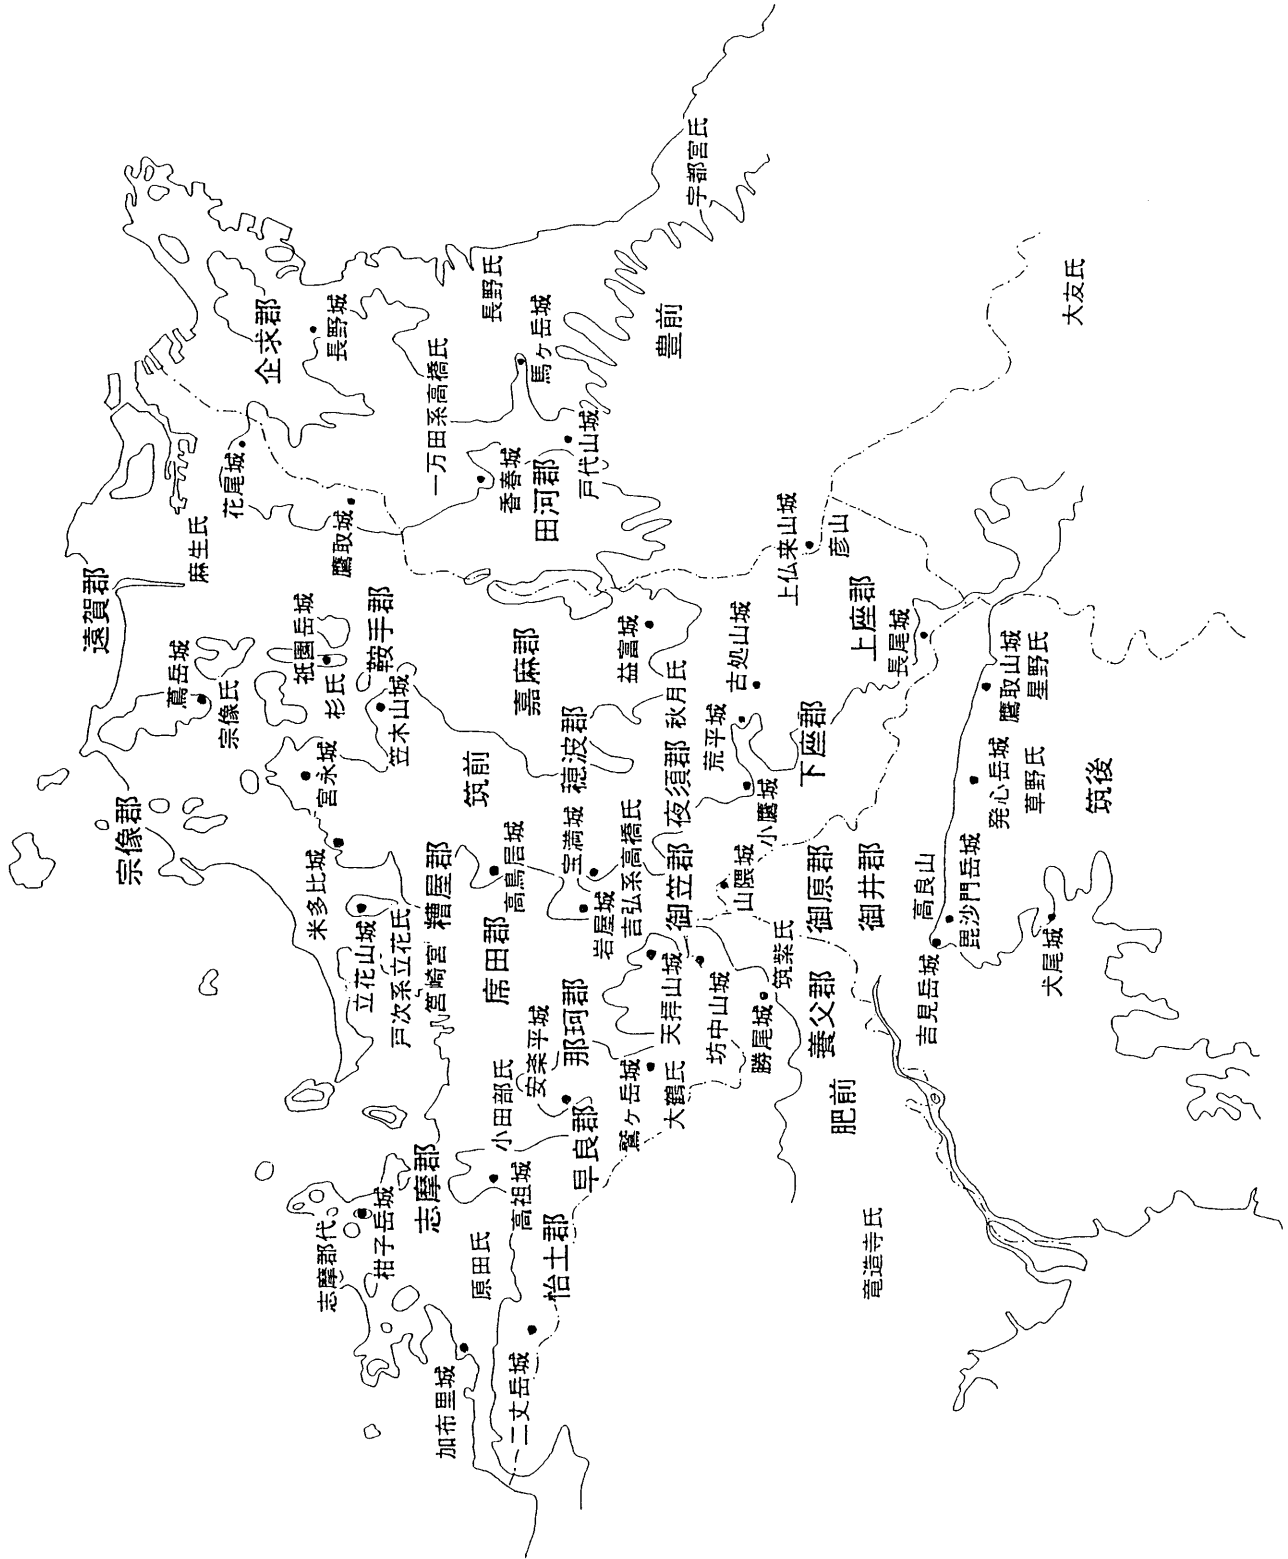 遠賀郡
宗像郡
麻生氏
蔦岳城
宗像氏
花尾城
企求郡
長野城
鷹取城
祇園岳城
杉氏
鞍手郡
笠木山城
宮永城
米多比城
立花山城
戸次系立花氏
筥崎宮
糟屋郡
志摩郡代
柑子岳城
志摩郡
加布里城
原田氏
高祖城
二丈岳城
怡土郡
小田部氏
安楽平城
早良郡
那珂郡
席田郡
高鳥居城
筑前
嘉麻郡
穂波郡
宝満城
岩屋城
吉弘系高橋氏
御笠郡
夜須郡
秋月氏
益富城
一万田系高橋氏
香春城
田河郡
戸代山城
長野氏
馬ヶ岳城
豊前
宇都宮氏
鷲ヶ岳城
大鶴氏
天拝山城
坊中山城
勝尾城
筑紫氏
山隈城
小鷹城
荒平城
古処山城
上仏来山城
彦山
上座郡
下座郡
長尾城
御原郡
御井郡
養父郡
肥前
竜造寺氏
吉見岳城
高良山
毘沙門岳城
発心岳城
草野氏
鷹取山城
星野氏
犬尾城
筑後
大友氏